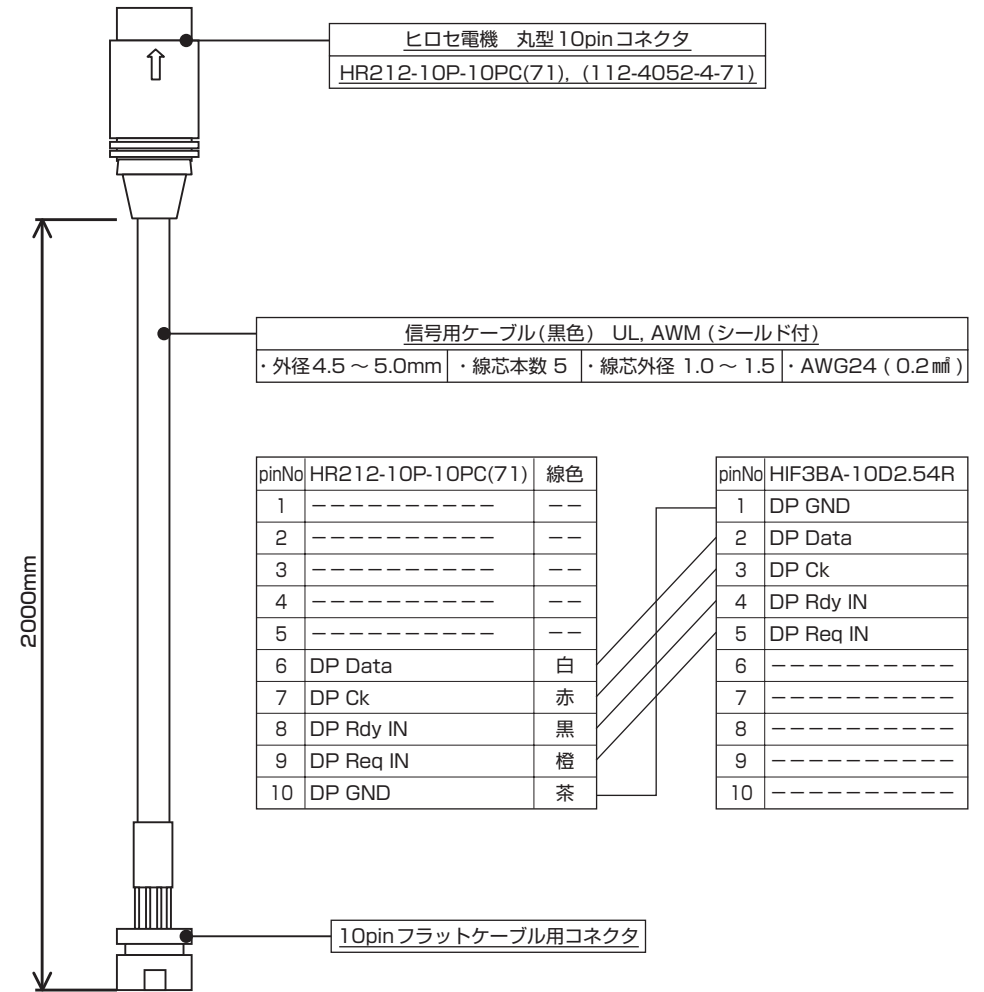 ヒロセ電機　丸型10pinコネクタ
HR212-10P-10PC(71), (112-4052-4-71)
信号用ケーブル(黒色)　UL, AWM (シールド付)
・外径4.5 ～ 5.0mm ・線芯本数 5 ・線芯外径 1.0 ～ 1.5 ・AWG24 ( 0.2㎟ )
2000mm
pinNo HR212-10P-10PC(71) 線色
1 ---------- --
2 ---------- --
3 ---------- --
4 ---------- --
5 ---------- --
6 DP Data 白
7 DP Ck 赤
8 DP Rdy IN 黒
9 DP Req IN 橙
10 DP GND 茶
pinNo HIF3BA-10D2.54R
1 DP GND
2 DP Data
3 DP Ck
4 DP Rdy IN
5 DP Req IN
6 ----------
7 ----------
8 ----------
9 ----------
10 ----------
10pinフラットケーブル用コネクタ